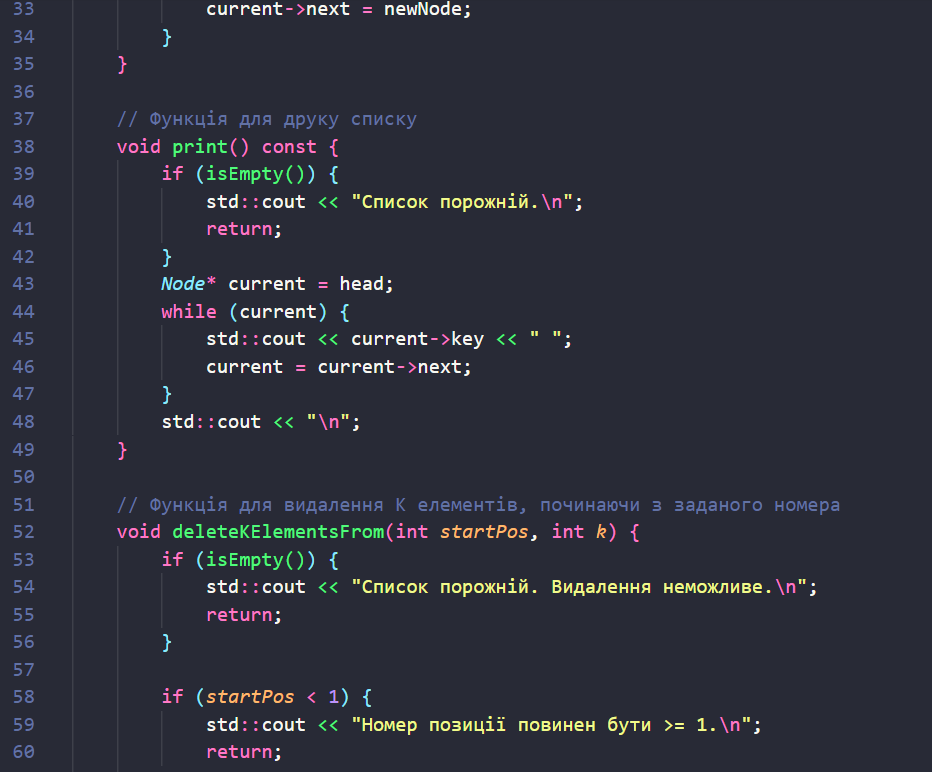 33 current->next = newNode;
34 }
35 }
36
37 // Функція для друку списку
38 void print() const {
39 if (isEmpty()) {
40 std::cout << "Список порожній.\n";
41 return;
42 }
43 Node* current = head;
44 while (current) {
45 std::cout << current->key << " ";
46 current = current->next;
47 }
48 std::cout << "\n";
49 }
50
51 // Функція для видалення K елементів, починаючи з заданого номера
52 void deleteKElementsFrom(int startPos, int k) {
53 if (isEmpty()) {
54 std::cout << "Список порожній. Видалення неможливе.\n";
55 return;
56 }
57
58 if (startPos < 1) {
59 std::cout << "Номер позиції повинен бути >= 1.\n";
60 return;